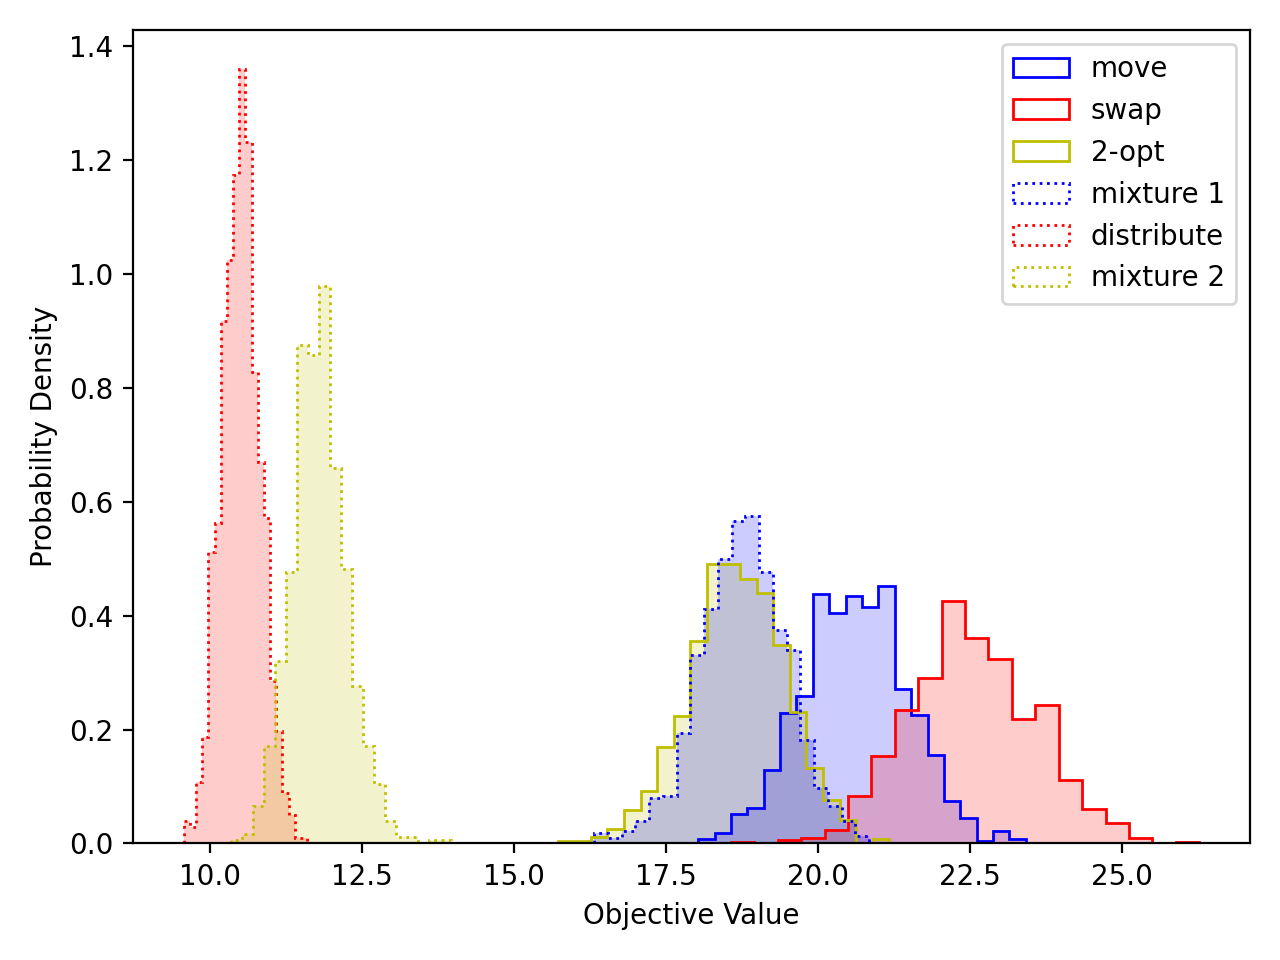 1.4
1.2
1.0
0.8
0.6
0.4
0.2
0.0
Probability Density
10.0 12.5 15.0 17.5 20.0 22.5 25.0
Objective Value
move
swap
2-opt
mixture 1
distribute
mixture 2